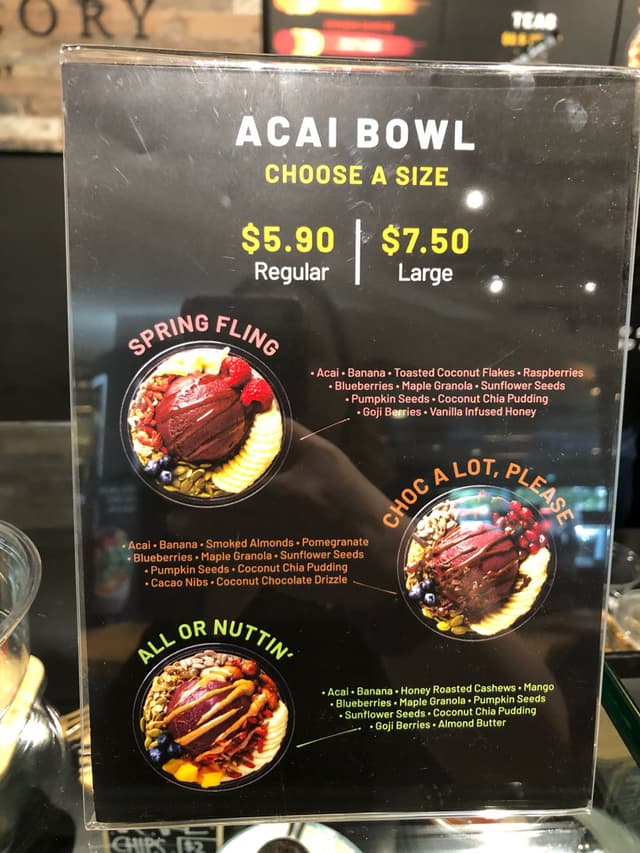 ORY
TEAS
ACAI BOWL
CHOOSE A SIZE
$5.90 $7.50
Regular Large
SPRING FLING
• Acai • Banana • Toasted Coconut Flakes • Raspberries
• Blueberries • Maple Granola • Sunflower Seeds
• Pumpkin Seeds • Coconut Chia Pudding
• Goji Berries • Vanilla Infused Honey
CHOC A LOT, PLEASE
• Acai • Banana • Smoked Almonds • Pomegranate
• Blueberries • Maple Granola • Sunflower Seeds
• Pumpkin Seeds • Coconut Chia Pudding
• Cacao Nibs • Coconut Chocolate Drizzle
ALL OR NUTTIN'
• Acai • Banana • Honey Roasted Cashews • Mango
• Blueberries • Maple Granola • Pumpkin Seeds
• Sunflower Seeds • Coconut Chia Pudding
• Goji Berries • Almond Butter
CHIPS $2